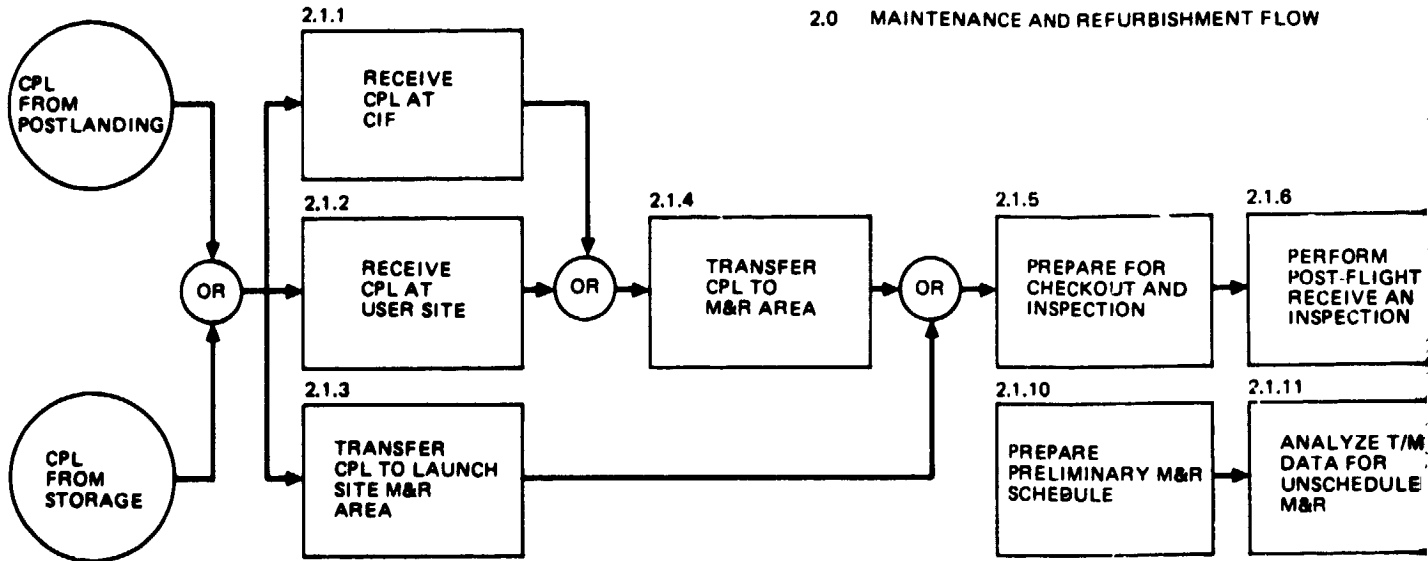 2.0 MAINTENANCE AND REFURBISHMENT FLOW
CPL
FROM
POSTLANDING
CPL
FROM
STORAGE
OR
2.1.1
RECEIVE
CPL AT
CIF
2.1.2
RECEIVE
CPL AT
USER SITE
2.1.3
TRANSFER
CPL TO LAUNCH
SITE M&R
AREA
OR
2.1.4
TRANSFER
CPL TO
M&R AREA
OR
2.1.5
PREPARE FOR
CHECKOUT AND
INSPECTION
2.1.6
PERFORM
POST-FLIGHT
RECEIVE AN
INSPECTION
2.1.10
PREPARE
PRELIMINARY M&R
SCHEDULE
2.1.11
ANALYZE T/M
DATA FOR
UNSCHEDULE
M&R